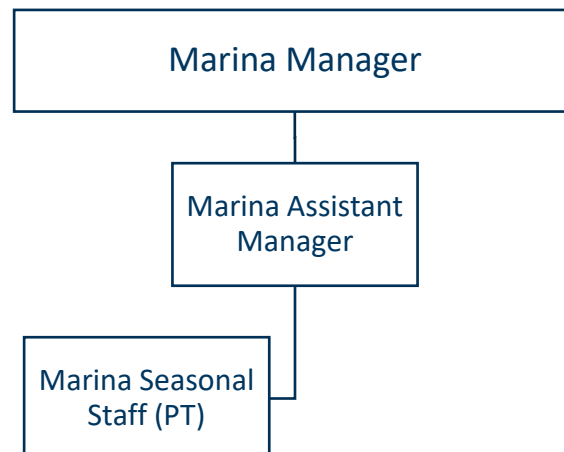 Marina Manager
Marina Assistant
Manager
Marina Seasonal
Staff (PT)